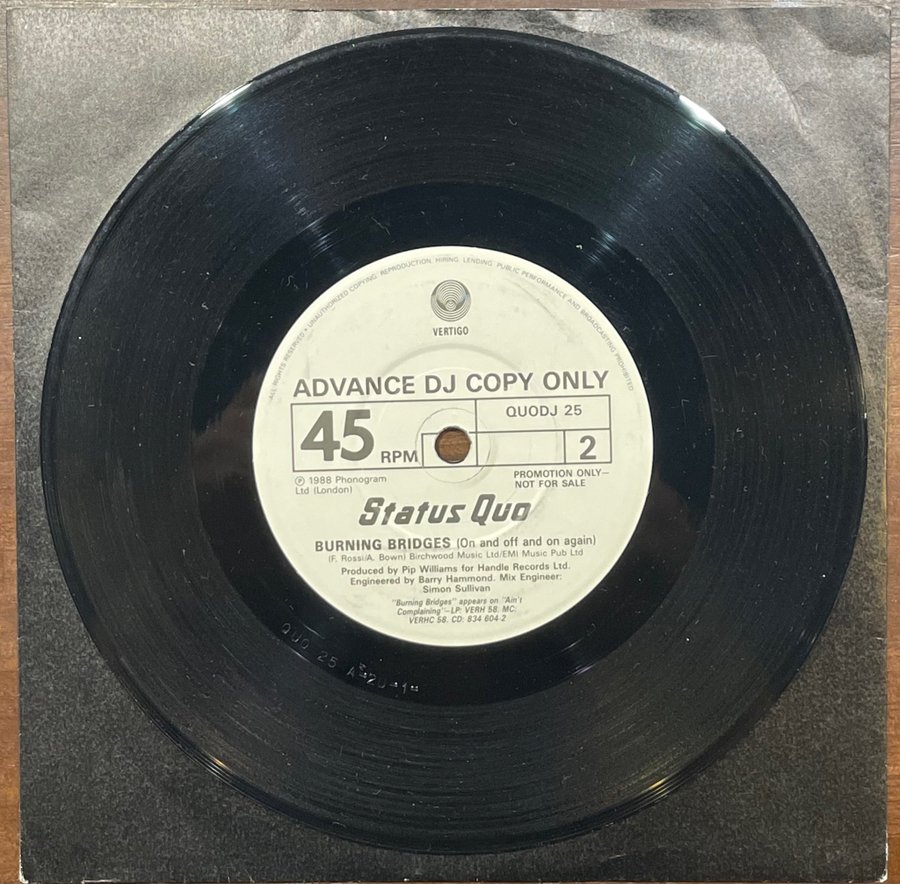 ALL RIGHTS RESERVED • UNAUTHORIZED COPYING REPRODUCTION HIRING LENDING PUBLIC PERFORMANCE AND BROADCASTING PROHIBITED
VERTIGO
ADVANCE DJ COPY ONLY
45 RPM
QUODJ 25
2
℗ 1988 Phonogram
Ltd (London)
PROMOTION ONLY—
NOT FOR SALE
Status Quo
BURNING BRIDGES (On and off and on again)
(F. Rossi/A. Bown) Birchwood Music Ltd/EMI Music Pub Ltd
Produced by Pip Williams for Handle Records Ltd.
Engineered by Barry Hammond. Mix Engineer:
Simon Sullivan
"Burning Bridges" appears on "Ain't
Complaining"—LP: VERH 58. MC:
VERHC 58. CD: 834 604-2
QUO 25 A